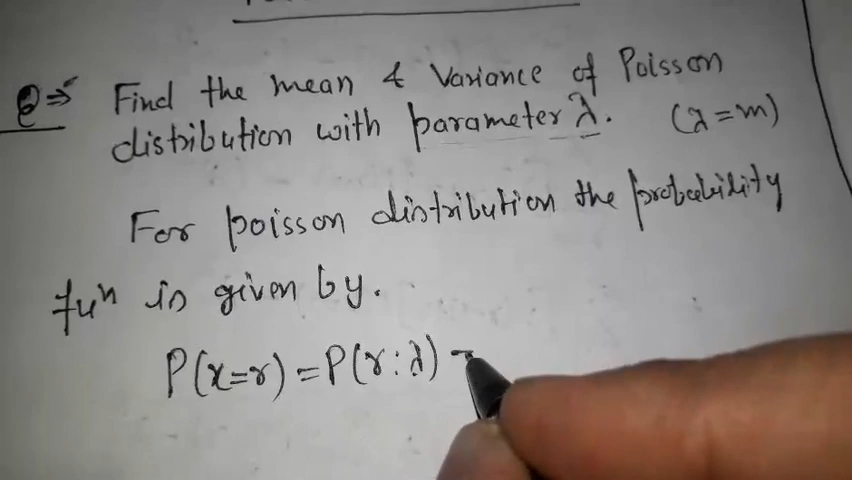 Q⇒ Find the mean & Variance of Poisson
distribution with parameter λ. (λ=m)
For poisson distribution the probability
fuⁿ is given by.
P(x=r) = P(r:λ) =